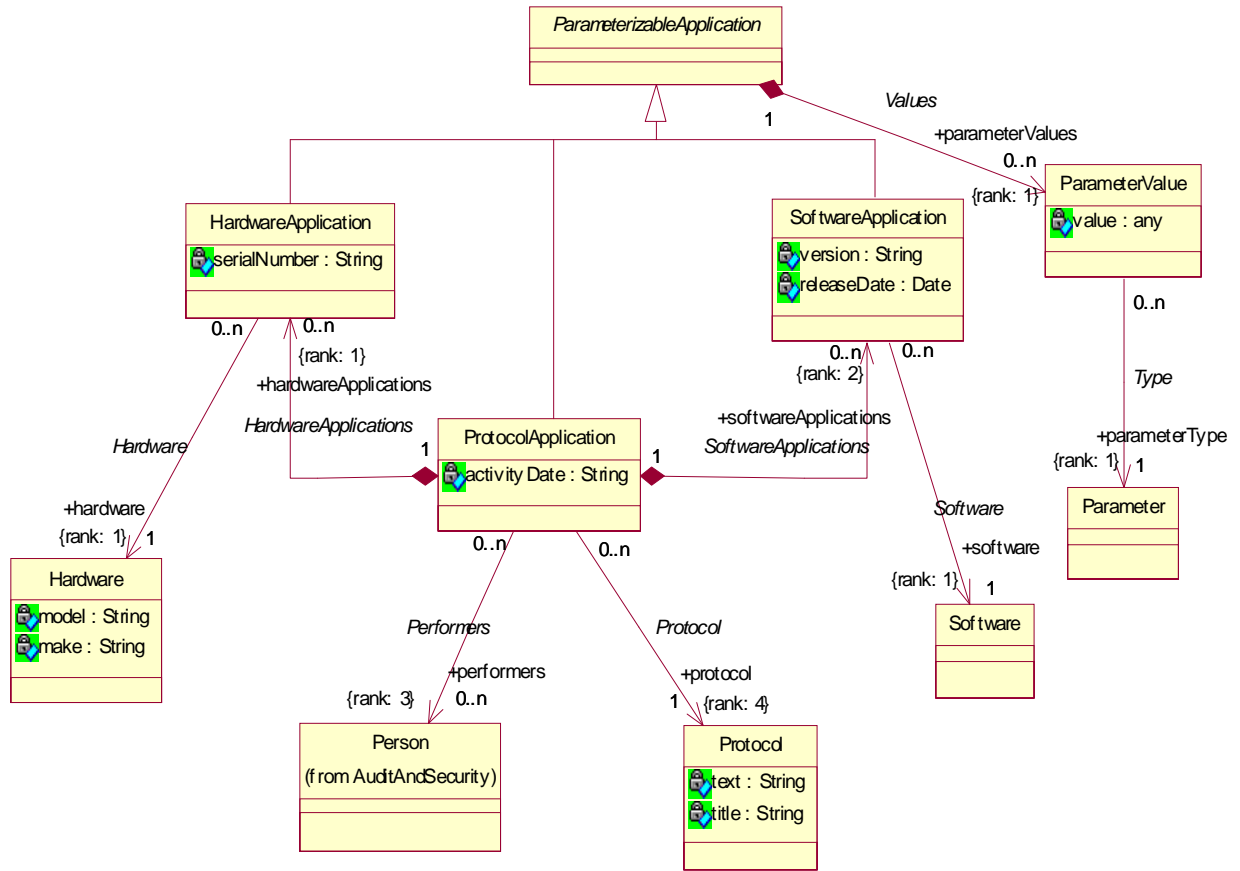 ParameterizableApplication
Values
1
+parameterValues
0..n
{rank: 1}
ParameterValue
value : any
HardwareApplication
serialNumber : String
SoftwareApplication
version : String
releaseDate : Date
0..n
0..n
{rank: 1}
+hardwareApplications
HardwareApplications
0..n
0..n
{rank: 2}
+softwareApplications
SoftwareApplications
0..n
Type
+parameterType
{rank: 1}
1
Parameter
Hardware
1
ProtocolApplication
activityDate : String
1
+hardware
{rank: 1}
1
Hardware
model : String
make : String
0..n
0..n
Software
+software
{rank: 1}
1
Software
Performers
+performers
{rank: 3}
0..n
Protocol
+protocol
1
{rank: 4}
Person
(from AuditAndSecurity)
Protocol
text : String
title : String